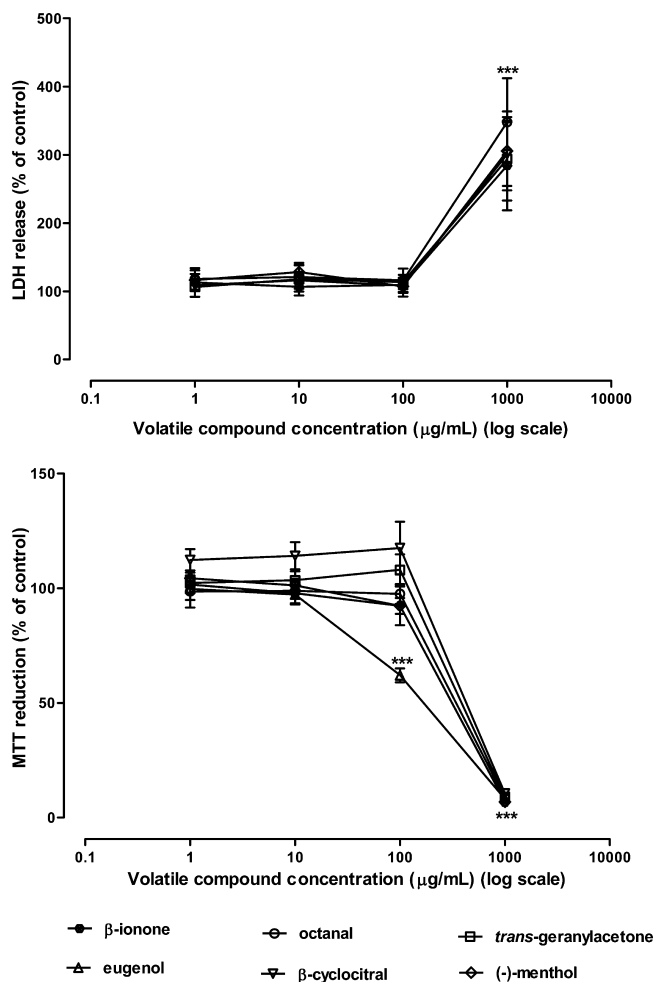 500
400
300
200
100
0
LDH release (% of control)
***
0.1 1 10 100 1000 10000
Volatile compound concentration (μg/mL) (log scale)
150
100
50
0
MTT reduction (% of control)
***
***
0.1 1 10 100 1000 10000
Volatile compound concentration (μg/mL) (log scale)
β-ionone octanal trans-geranylacetone
eugenol β-cyclocitral (-)-menthol